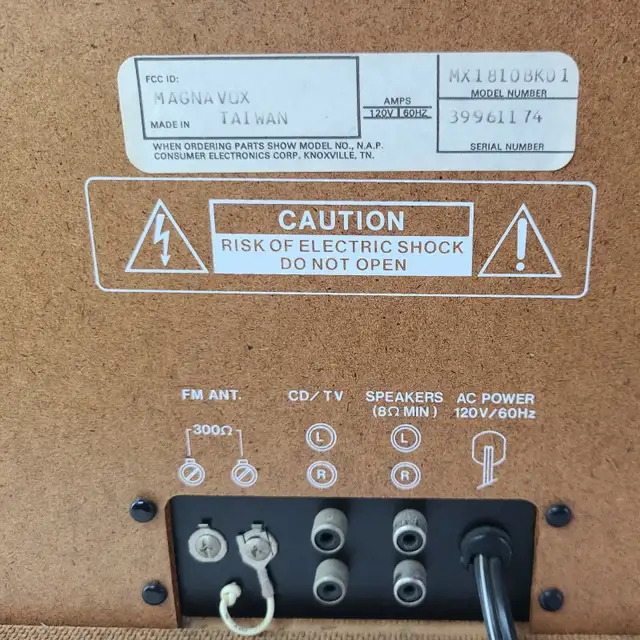 FCC ID:
MAGNAVOX
MADE IN TAIWAN
AMPS
120V 60HZ
MX1810BK01
MODEL NUMBER
39961174
SERIAL NUMBER
WHEN ORDERING PARTS SHOW MODEL NO., N.A.P.
CONSUMER ELECTRONICS CORP. KNOXVILLE, TN.
CAUTION
RISK OF ELECTRIC SHOCK
DO NOT OPEN
FM ANT.
300Ω
CD/TV
L
R
SPEAKERS
(8Ω MIN)
L
R
AC POWER
120V/60Hz